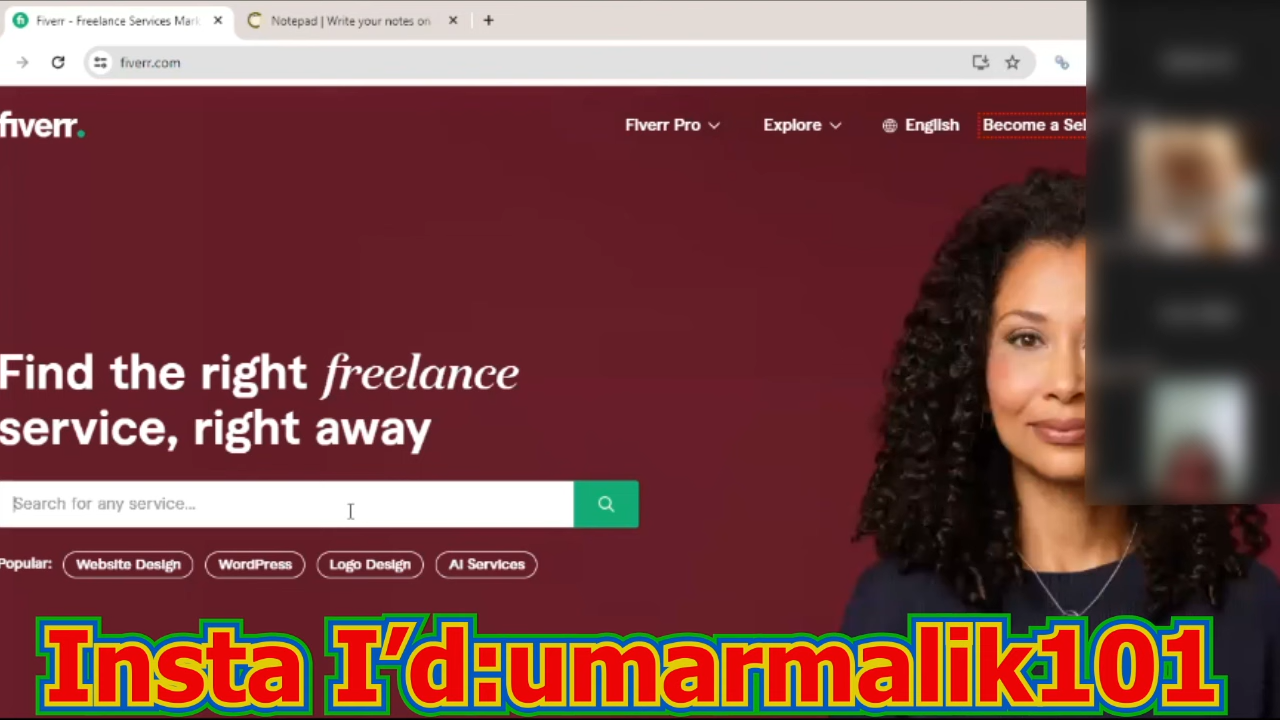 Fiverr - Freelance Services Mark
Notepad | Write your notes on
fiverr.com
fiverr.
Fiverr Pro
Explore
English
Become a Sel
Find the right freelance
service, right away
Search for any service...
Popular:
Website Design
WordPress
Logo Design
AI Services
Insta I'd:umarmalik101